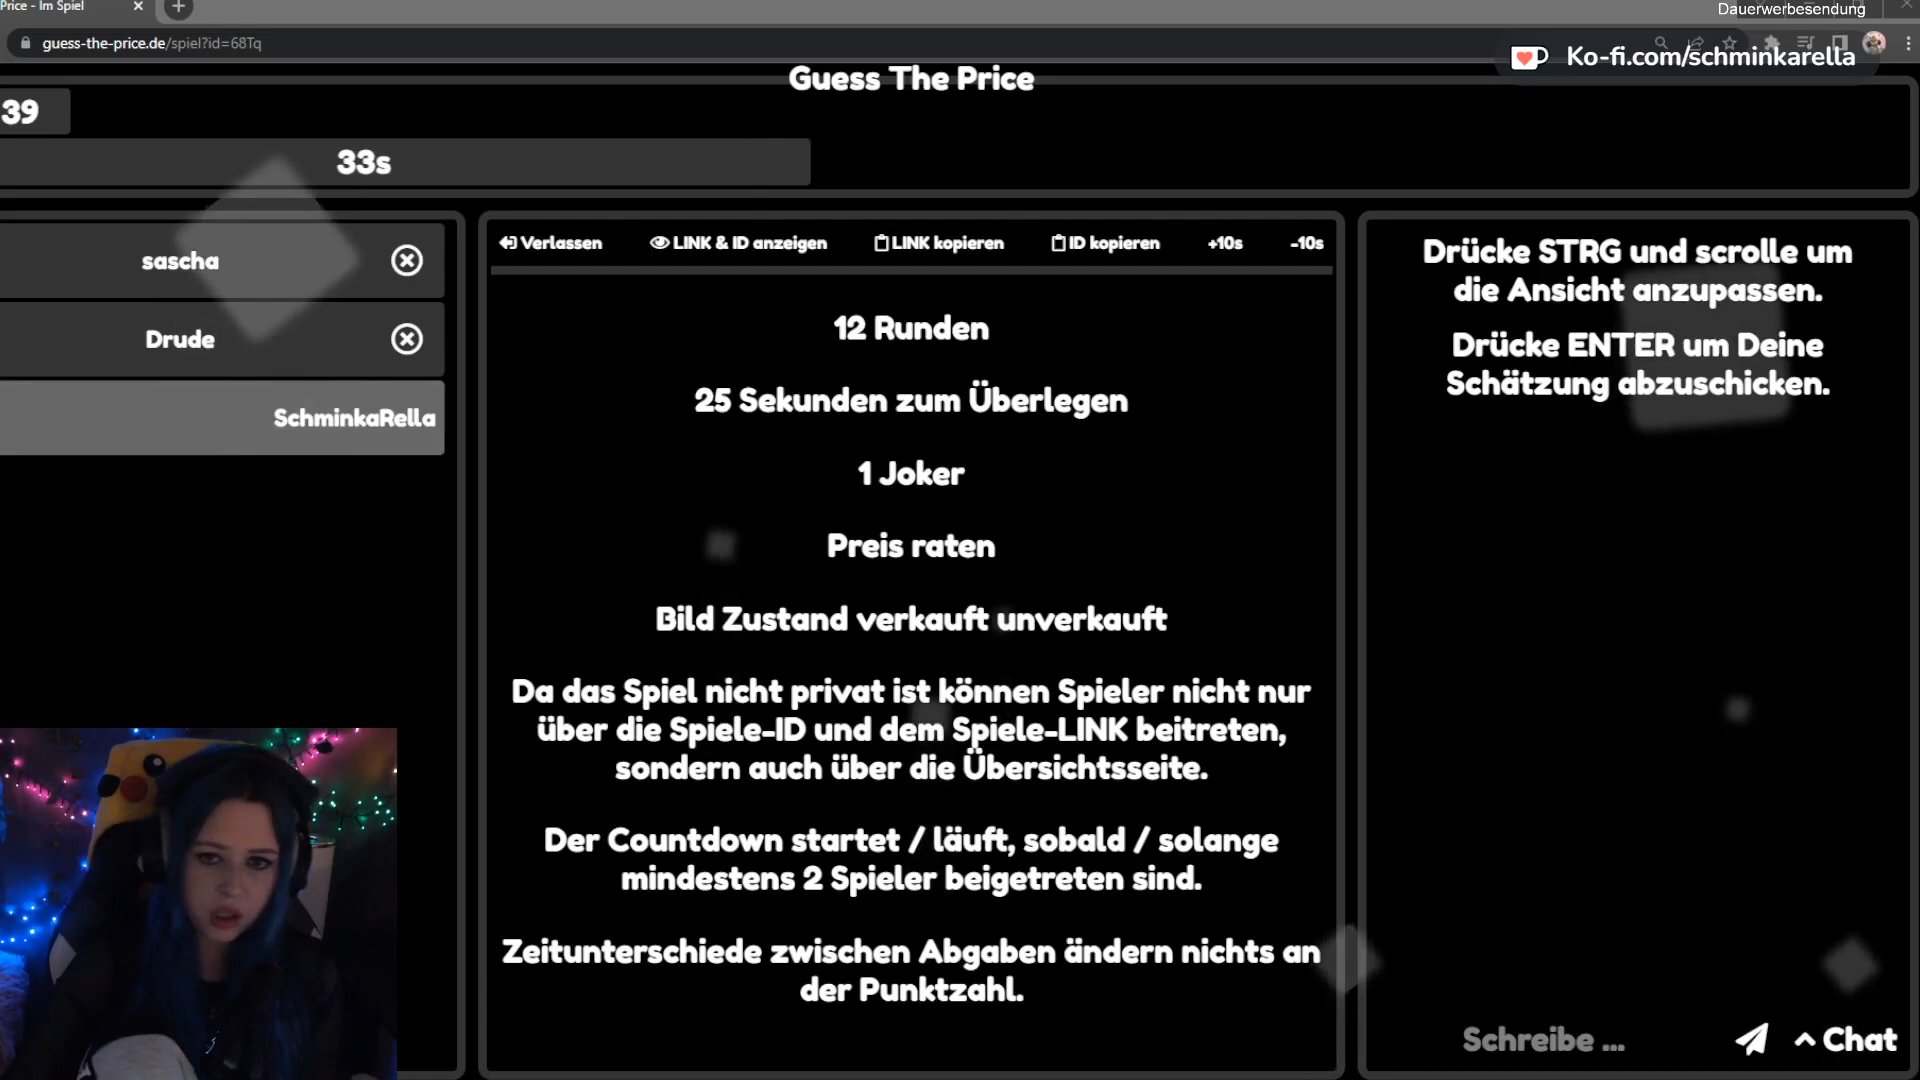 Price - Im Spiel
Dauerwerbesendung
guess-the-price.de/spiel?id=68Tq
Ko-fi.com/schminkarella
Guess The Price
39
33s
sascha
Drude
SchminkaRella
Verlassen
LINK & ID anzeigen
LINK kopieren
ID kopieren
+10s
-10s
12 Runden
25 Sekunden zum Überlegen
1 Joker
Preis raten
Bild Zustand verkauft unverkauft
Da das Spiel nicht privat ist können Spieler nicht nur
über die Spiele-ID und dem Spiele-LINK beitreten,
sondern auch über die Übersichtsseite.
Der Countdown startet / läuft, sobald / solange
mindestens 2 Spieler beigetreten sind.
Zeitunterschiede zwischen Abgaben ändern nichts an
der Punktzahl.
Drücke STRG und scrolle um
die Ansicht anzupassen.
Drücke ENTER um Deine
Schätzung abzuschicken.
Schreibe ...
Chat